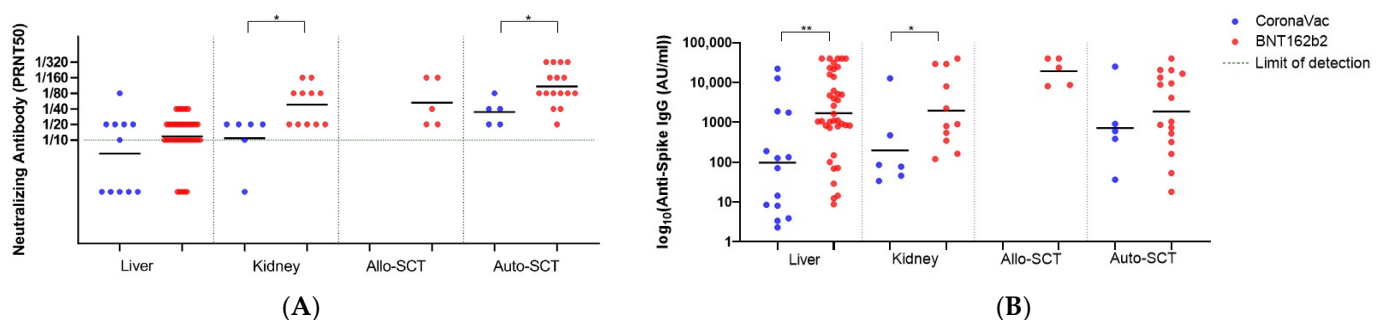 CoronaVac
BNT162b2
Limit of detection
Neutralizing Antibody (PRNT50)
*
*
1/320
1/160
1/80
1/40
1/20
1/10
Liver
Kidney
Allo-SCT
Auto-SCT
(A)
log10(Anti-Spike IgG (AU/ml))
**
*
100,000
10,000
1000
100
10
1
Liver
Kidney
Allo-SCT
Auto-SCT
(B)